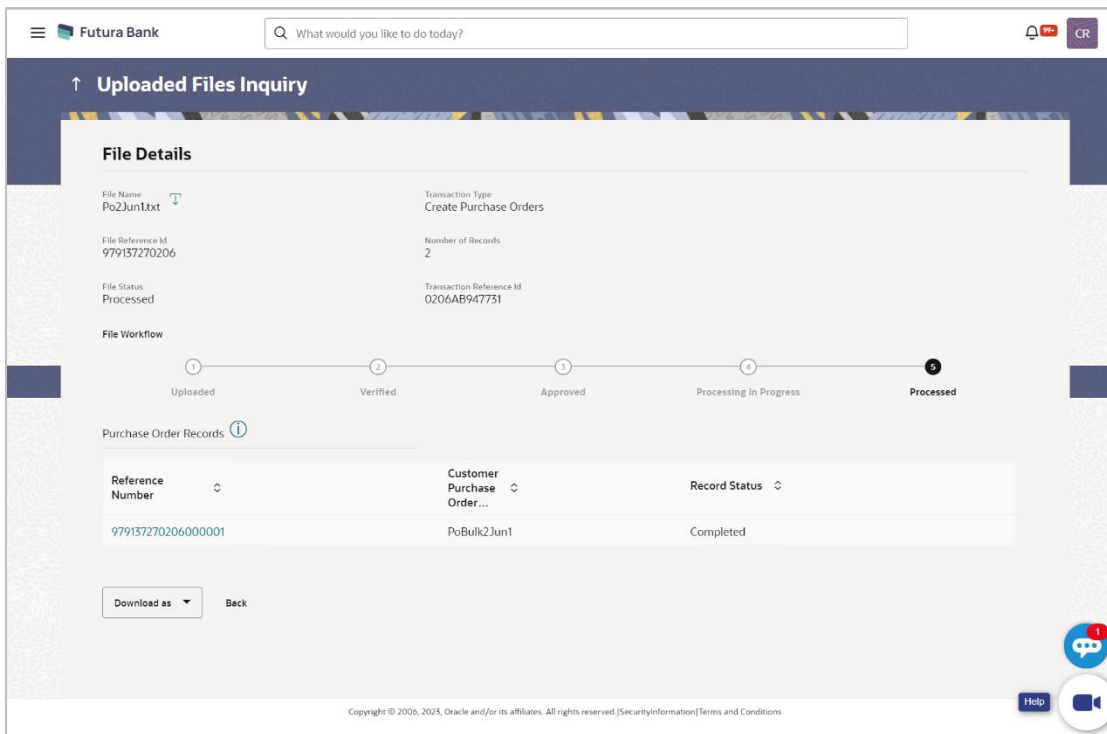 Futura Bank
What would you like to do today?
99+
CR
↑ Uploaded Files Inquiry
File Details
File Name
Po2Jun1.txt
Transaction Type
Create Purchase Orders
File Reference Id
979137270206
Number of Records
2
File Status
Processed
Transaction Reference Id
0206AB947731
File Workflow
1
2
3
4
5
Uploaded
Verified
Approved
Processing In Progress
Processed
Purchase Order Records
Reference
Number
Customer
Purchase
Order...
Record Status
979137270206000001
PoBulk2Jun1
Completed
Download as
Back
1
Help
Copyright © 2006, 2023, Oracle and/or its affiliates. All rights reserved.|SecurityInformation|Terms and Conditions